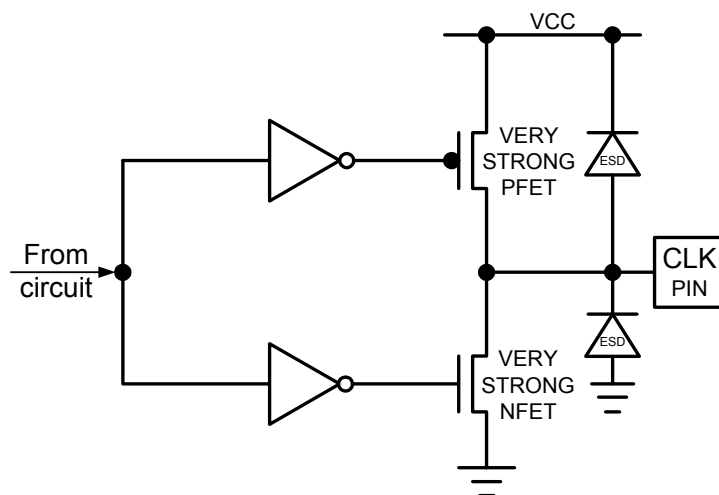 VCC
VERY
STRONG
PFET
ESD
From
circuit
CLK
PIN
ESD
VERY
STRONG
NFET